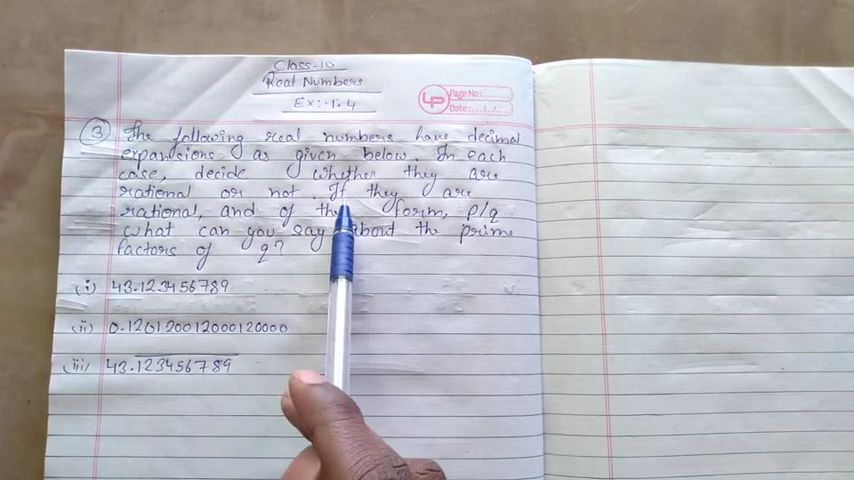 Class-10
Real Numbers
Ex:-1.4
LP Page No.:
Date:
3 The following real numbers have decimal
expansions as given below. In each
case, decide whether they are
rational or not. If they are
rational, and of the form, p/q
what can you say about the prime
factors of q?
(i) 43.123456789
(ii) 0.120120012000120000
(iii) 43.123456789